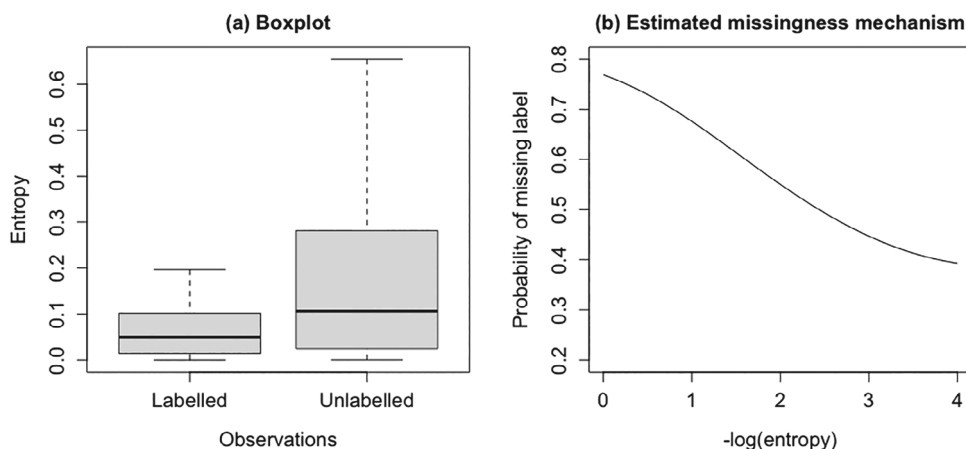 (a) Boxplot
Entropy
0.6
0.5
0.4
0.3
0.2
0.1
0.0
Labelled Unlabelled
Observations
(b) Estimated missingness mechanism
Probability of missing label
0.8
0.7
0.6
0.5
0.4
0.3
0.2
0 1 2 3 4
-log(entropy)